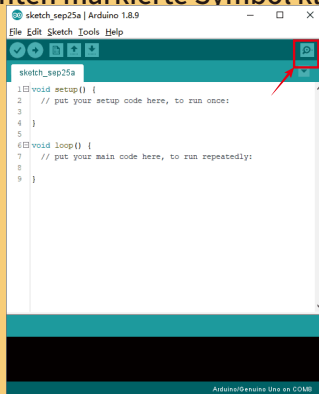 markierte Symbol
sketch_sep25a | Arduino 1.8.9
File Edit Sketch Tools Help
sketch_sep25a
1 void setup() {
2 // put your setup code here, to run once:
3
4 }
5
6 void loop() {
7 // put your main code here, to run repeatedly:
8
9 }
Arduino/Genuino Uno on COM8